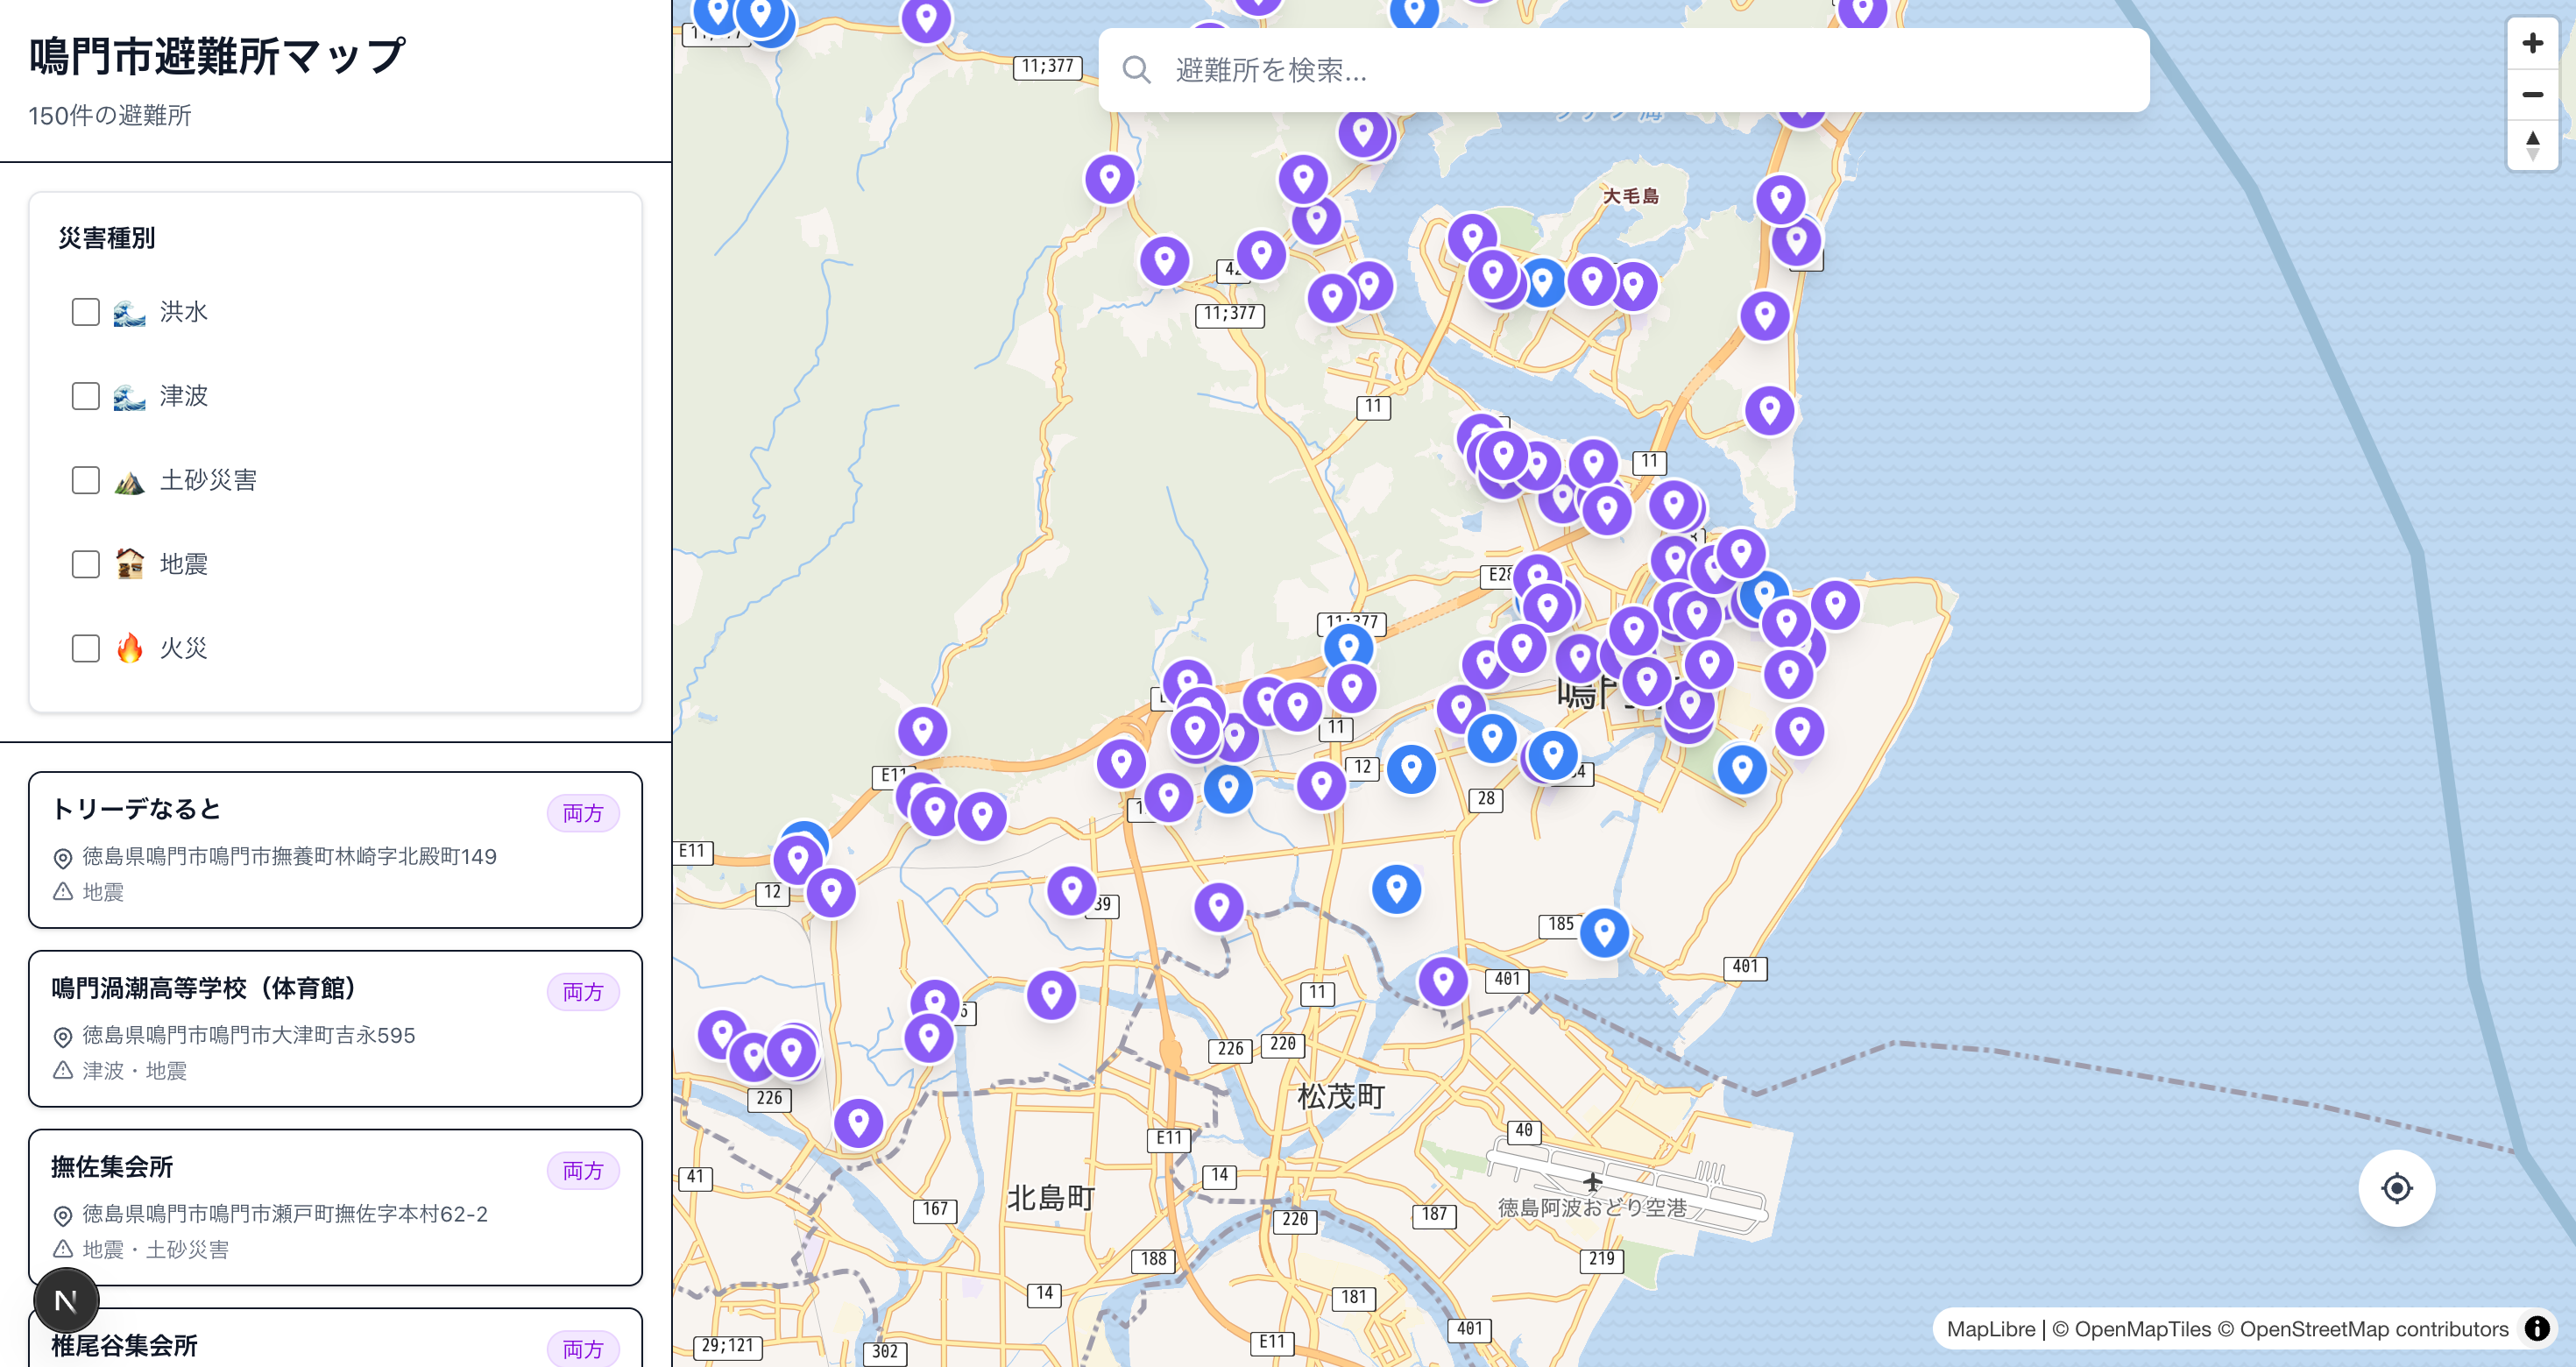 鳴門市避難所マップ
150件の避難所
災害種別
洪水
津波
土砂災害
地震
火災
トリーデなると
両方
徳島県鳴門市鳴門市撫養町林崎字北殿町149
地震
鳴門渦潮高等学校（体育館）
両方
徳島県鳴門市鳴門市大津町吉永595
津波・地震
撫佐集会所
両方
徳島県鳴門市鳴門市瀬戸町撫佐字本村62-2
地震・土砂災害
椎尾谷集会所
両方
N
避難所を検索...
11;377
大毛島
11;377
11
11
E28
11;377
11
12
28
E11
E11
12
39
185
401
401
11
226
220
226
松茂町
40
E11
14
41
北島町
徳島阿波おどり空港
167
220
187
188
219
14
181
401
29;121
302
E11
MapLibre | © OpenMapTiles © OpenStreetMap contributors